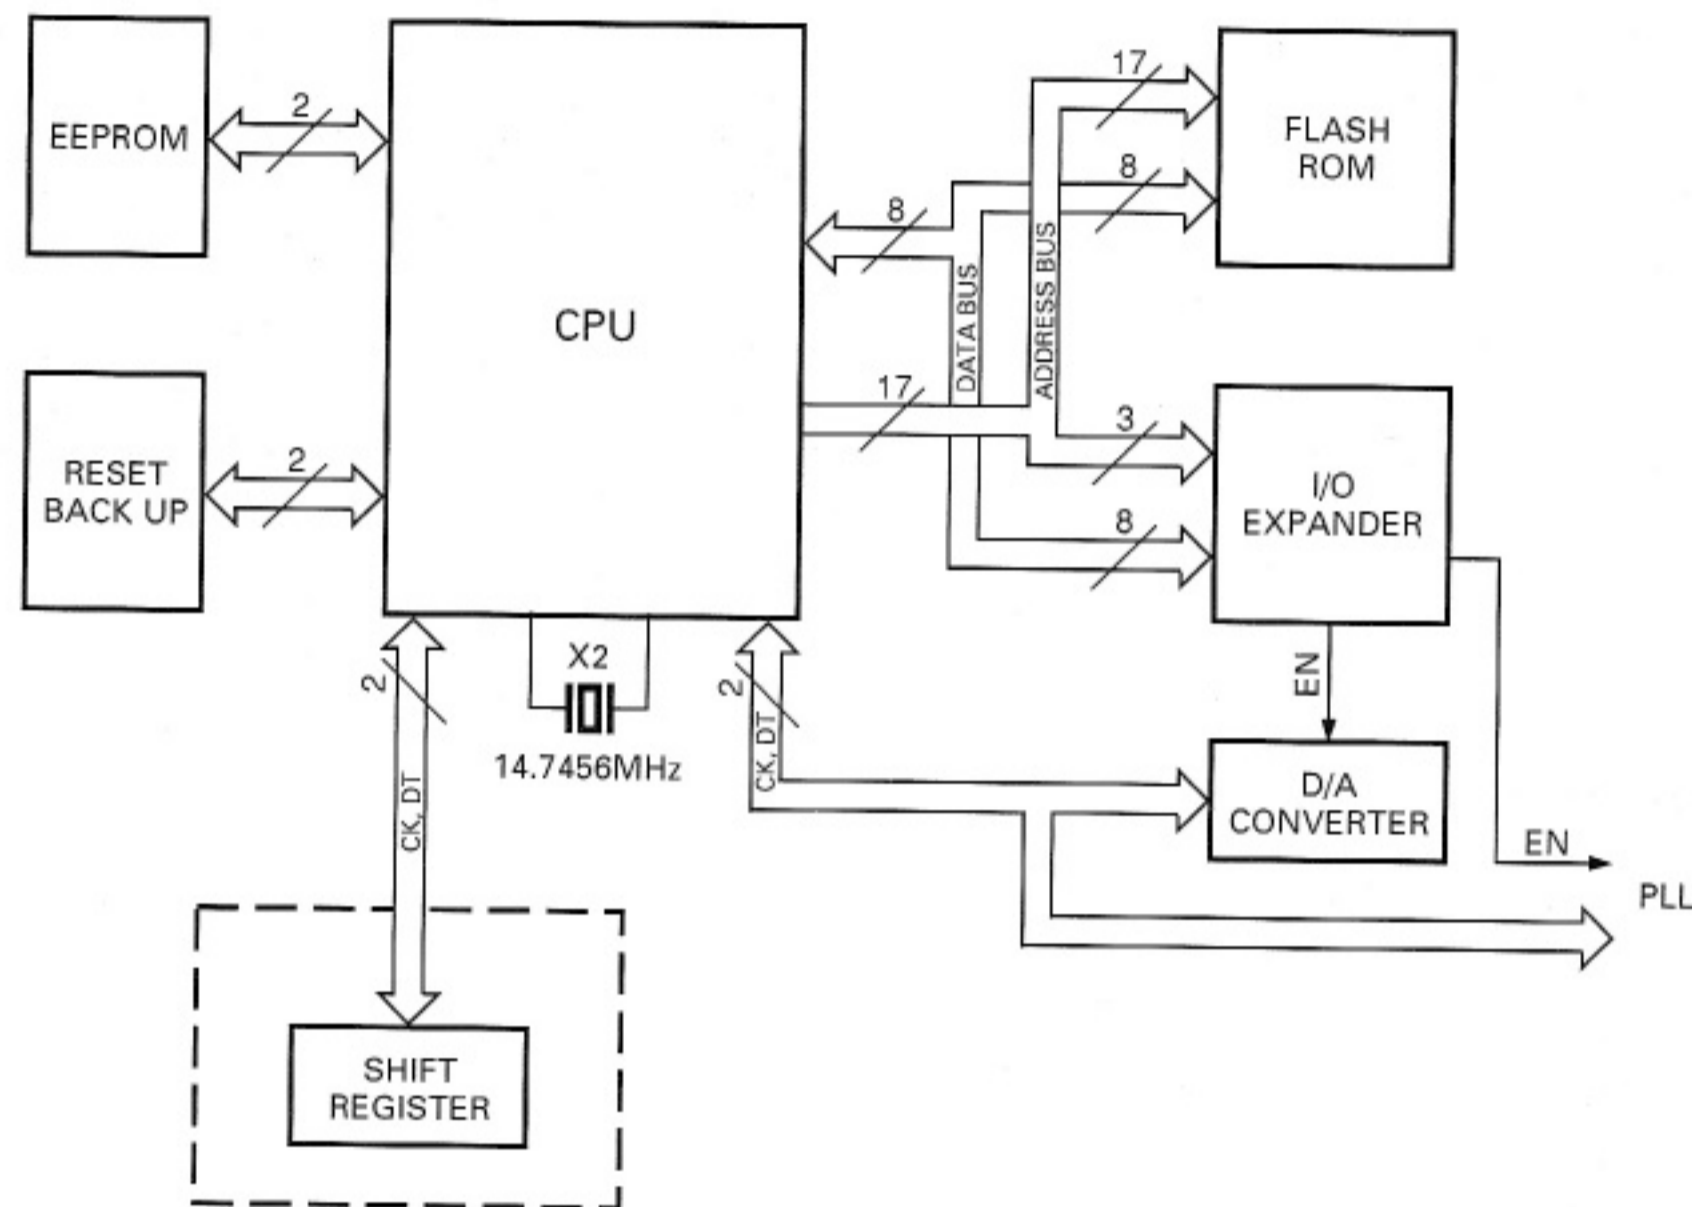 EEPROM
2
CPU
17
FLASH
ROM
8
8
DATA BUS
ADDRESS BUS
17
RESET
BACK UP
2
3
I/O
EXPANDER
8
2
X2
14.7456MHz
CK, DT
2
CK, DT
EN
D/A
CONVERTER
EN
PLL
SHIFT
REGISTER